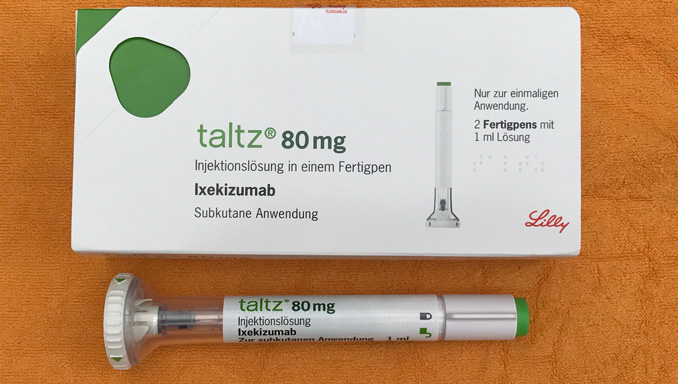 taltz® 80 mg
Injektionslösung in einem Fertigpen
Ixekizumab
Subkutane Anwendung
Nur zur einmaligen
Anwendung.
2 Fertigpens mit
1 ml Lösung
Lilly
taltz® 80 mg
Injektionslösung
Ixekizumab
Zur subkutanen Anwendung 1 ml